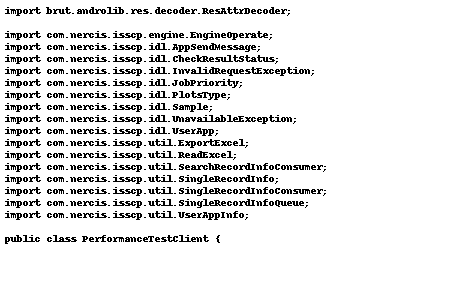 import brut.androlib.res.decoder.ResAttrDecoder;
import com.nercis.isscp.engine.EngineOperate;
import com.nercis.isscp.idl.AppSendMessage;
import com.nercis.isscp.idl.CheckResultStatus;
import com.nercis.isscp.idl.InvalidRequestException;
import com.nercis.isscp.idl.JobPriority;
import com.nercis.isscp.idl.PlotsType;
import com.nercis.isscp.idl.Sample;
import com.nercis.isscp.idl.UnavailableException;
import com.nercis.isscp.idl.UserApp;
import com.nercis.isscp.util.ExportExcel;
import com.nercis.isscp.util.ReadExcel;
import com.nercis.isscp.util.SearchRecordInfoConsumer;
import com.nercis.isscp.util.SingleRecordInfo;
import com.nercis.isscp.util.SingleRecordInfoConsumer;
import com.nercis.isscp.util.SingleRecordInfoQueue;
import com.nercis.isscp.util.UserAppInfo;
public class PerformanceTestClient {